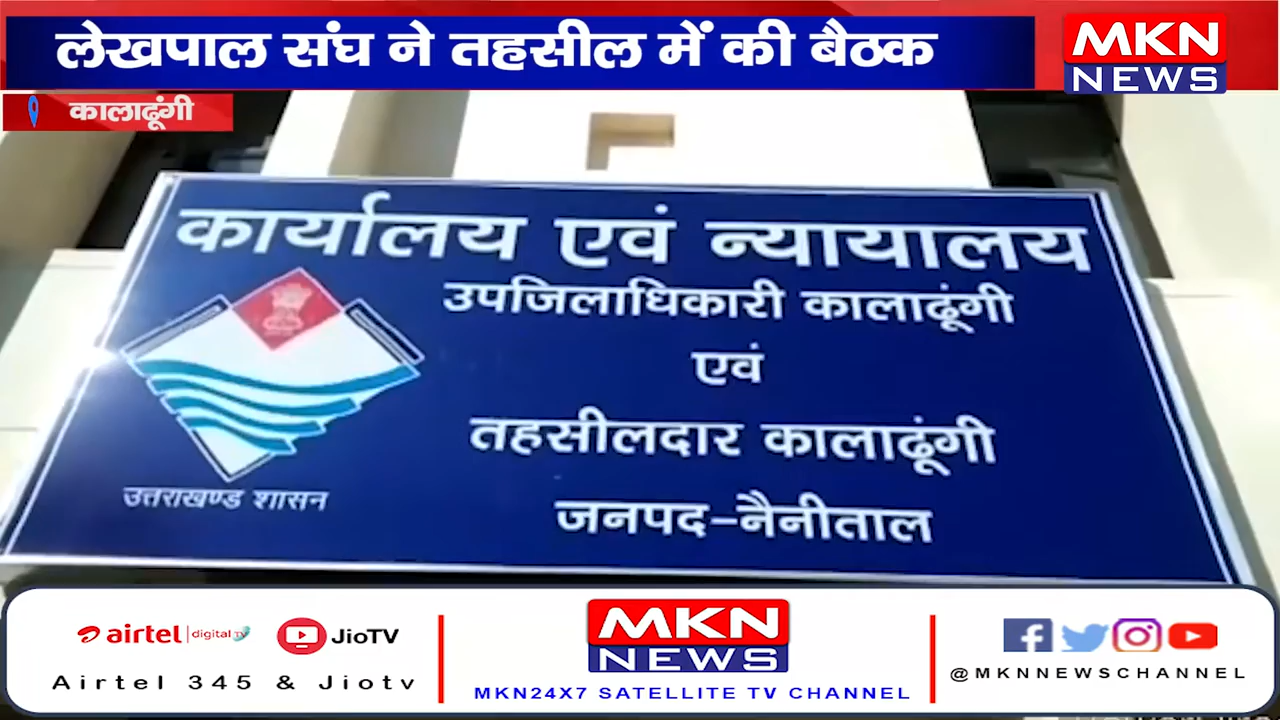 लेखपाल संघ ने तहसील में की बैठक
MKN
NEWS
कालाढूंगी
कार्यालय एवं न्यायालय
उपजिलाधिकारी कालाढूंगी
एवं
तहसीलदार कालाढूंगी
जनपद-नैनीताल
उत्तराखण्ड शासन
airtel digital TV
JioTV
Airtel 345 & Jiotv
MKN
NEWS
MKN24X7 SATELLITE TV CHANNEL
@MKNNEWSCHANNEL